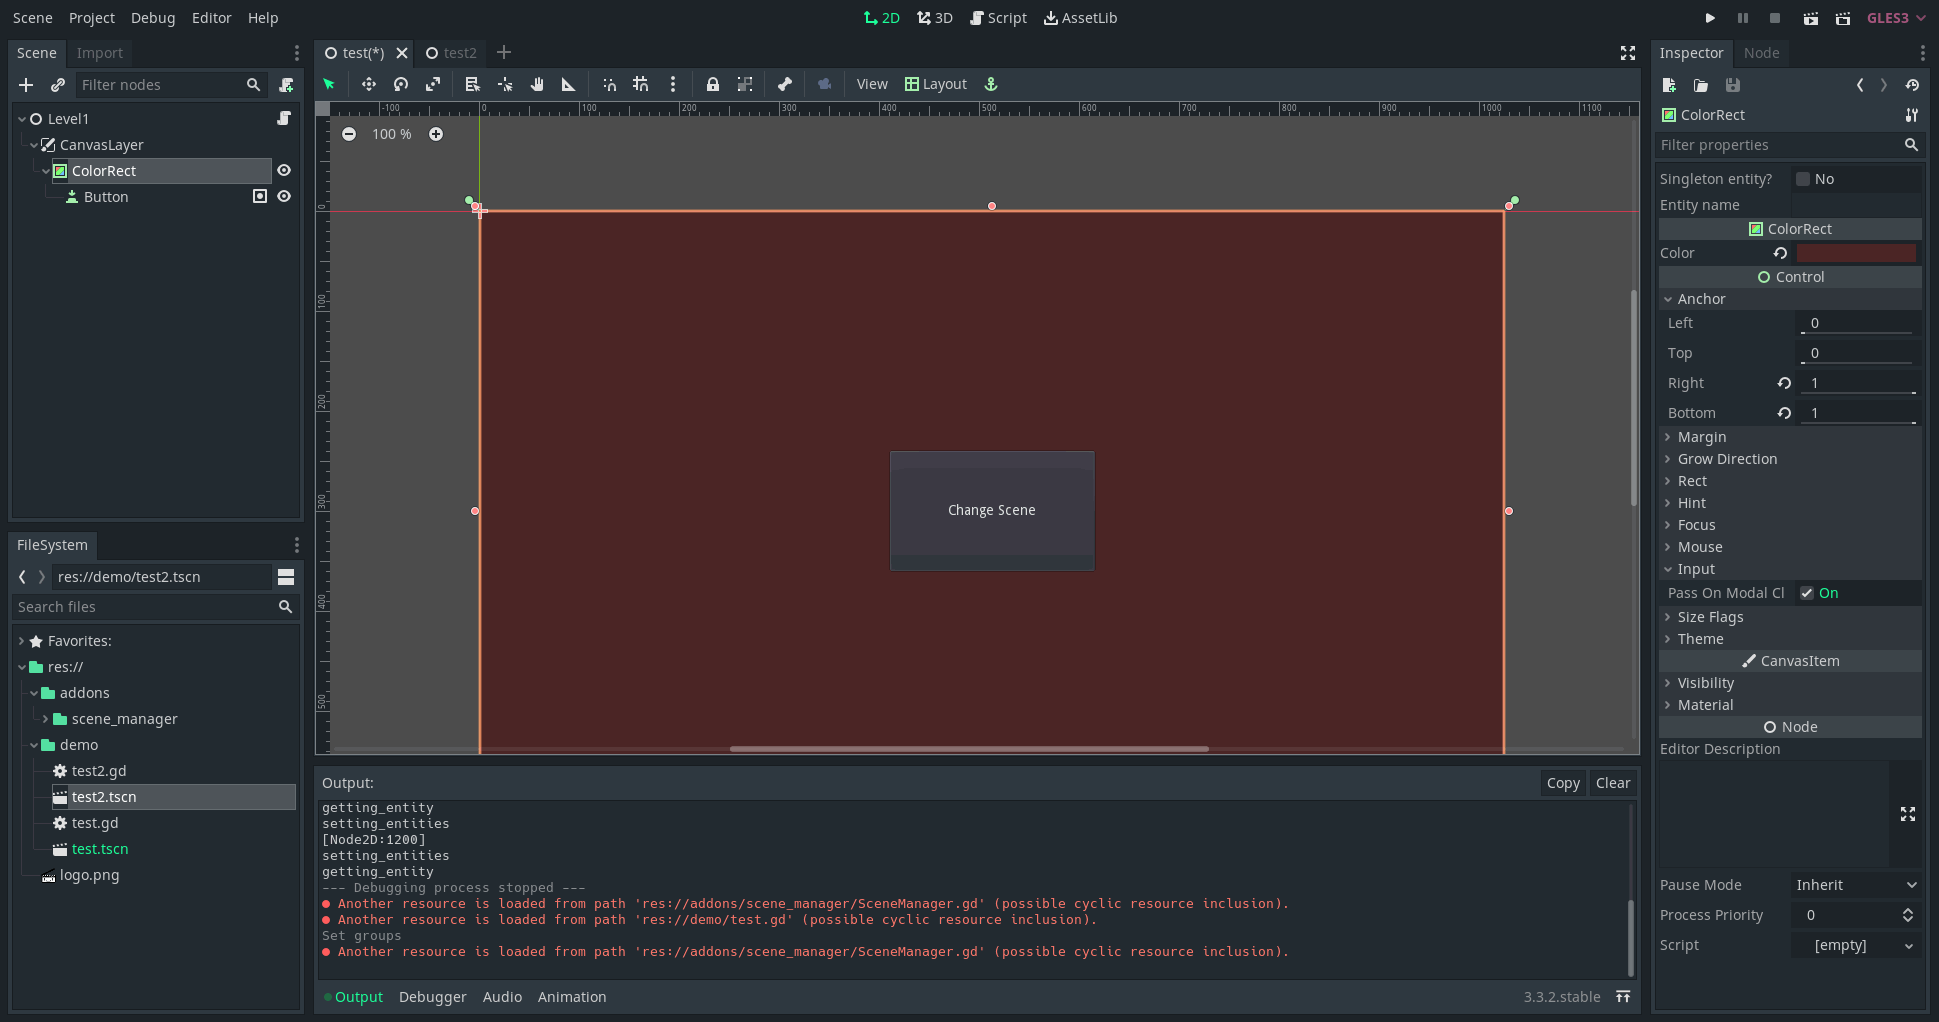 Scene Project Debug Editor Help
2D 3D Script AssetLib
GLES3
Scene Import
Filter nodes
Level1
CanvasLayer
ColorRect
Button
FileSystem
res://demo/test2.tscn
Search files
Favorites:
res://
addons
scene_manager
demo
test2.gd
test2.tscn
test.gd
test.tscn
logo.png
test(*) test2
View Layout
-100 0 100 200 300 400 500 600 700 800 900 1000 1100
100 %
0
100
200
300
400
500
Change Scene
Output: Copy Clear
getting_entity
setting_entities
[Node2D:1200]
setting_entities
getting_entity
--- Debugging process stopped ---
Another resource is loaded from path 'res://addons/scene_manager/SceneManager.gd' (possible cyclic resource inclusion).
Another resource is loaded from path 'res://demo/test.gd' (possible cyclic resource inclusion).
Set groups
Another resource is loaded from path 'res://addons/scene_manager/SceneManager.gd' (possible cyclic resource inclusion).
Output Debugger Audio Animation 3.3.2.stable
Inspector Node
ColorRect
Filter properties
Singleton entity? No
Entity name
ColorRect
Color
Control
Anchor
Left 0
Top 0
Right 1
Bottom 1
Margin
Grow Direction
Rect
Hint
Focus
Mouse
Input
Pass On Modal Cl On
Size Flags
Theme
CanvasItem
Visibility
Material
Node
Editor Description
Pause Mode Inherit
Process Priority 0
Script [empty]